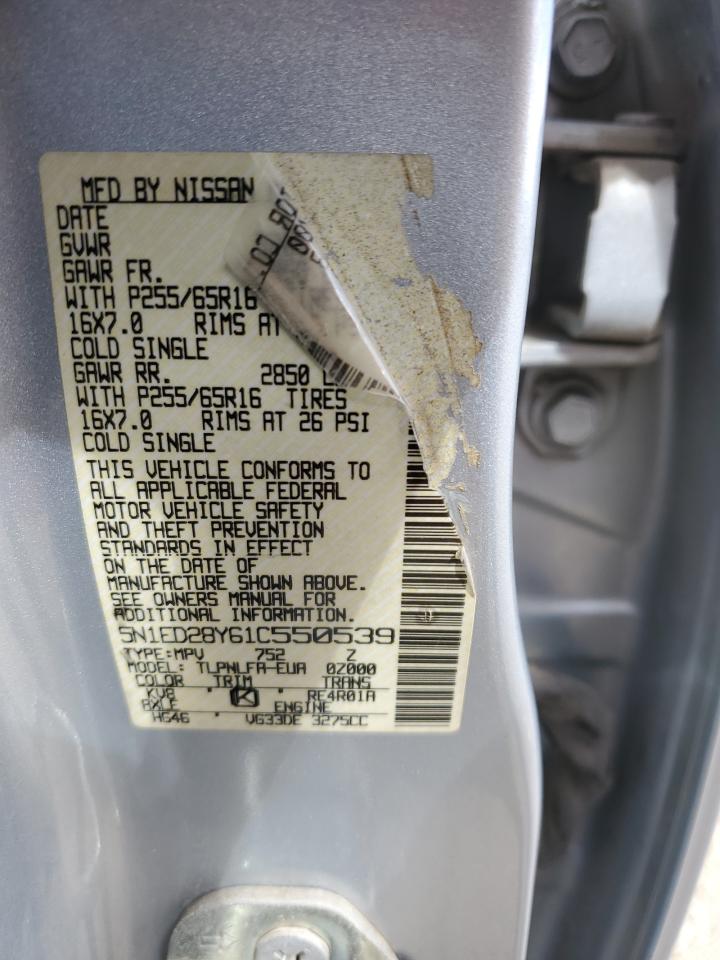 MFD BY NISSAN
DATE
GVWR
GAWR FR.
WITH P255/65R16
16X7.0 RIMS AT
COLD SINGLE
GAWR RR. 2850
WITH P255/65R16 TIRES
16X7.0 RIMS AT 26 PSI
COLD SINGLE
THIS VEHICLE CONFORMS TO
ALL APPLICABLE FEDERAL
MOTOR VEHICLE SAFETY
AND THEFT PREVENTION
STANDARDS IN EFFECT
ON THE DATE OF
MANUFACTURE SHOWN ABOVE.
SEE OWNERS MANUAL FOR
ADDITIONAL INFORMATION.
5N1ED28Y61C550539
TYPE:MPV 752 Z
MODEL: TLPNLFA-EUA 0Z000
COLOR TRIM TRANS
KV8 K RE4R01A
AXLE ENGINE
HG46 VG33DE 3275CC